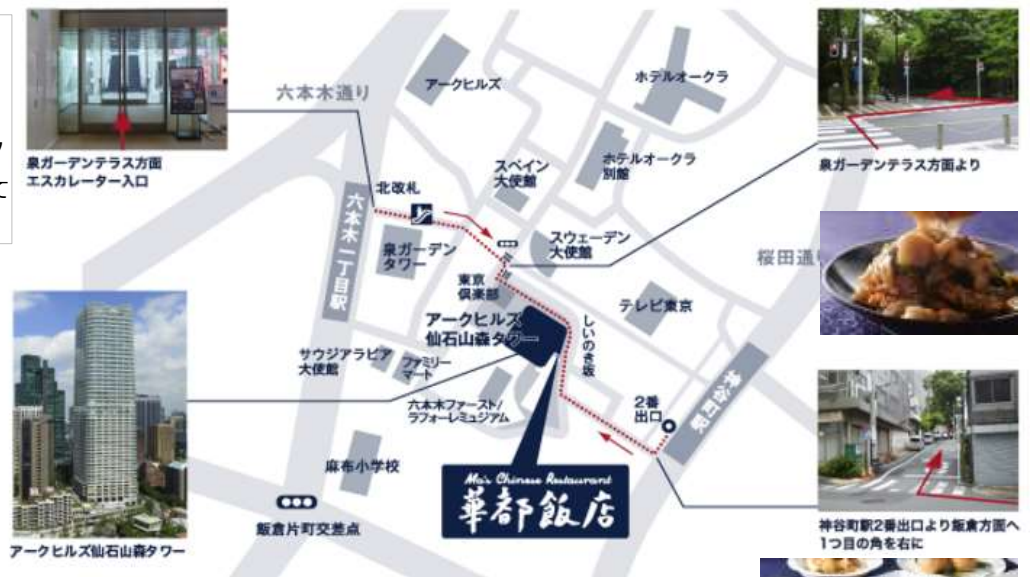 泉ガーデンテラス方面
エスカレーター入口
六本木通り
アークヒルズ
ホテルオークラ
泉ガーデンテラス方面より
スペイン
大使館
ホテルオークラ
別館
北改札
六本木一丁目駅
泉ガーデン
タワー
スウェーデン
大使館
桜田通り
東京
倶楽部
テレビ東京
アークヒルズ
仙石山森タワー
しいのき坂
サウジアラビア
大使館
ファミリー
マート
六本木ファースト/
ラフォーレミュジアム
2番
出口
神谷町駅
麻布小学校
Ma's Chinese Restaurant
華都飯店
飯倉片町交差点
アークヒルズ仙石山森タワー
神谷町駅2番出口より飯倉方面へ
1つ目の角を右に